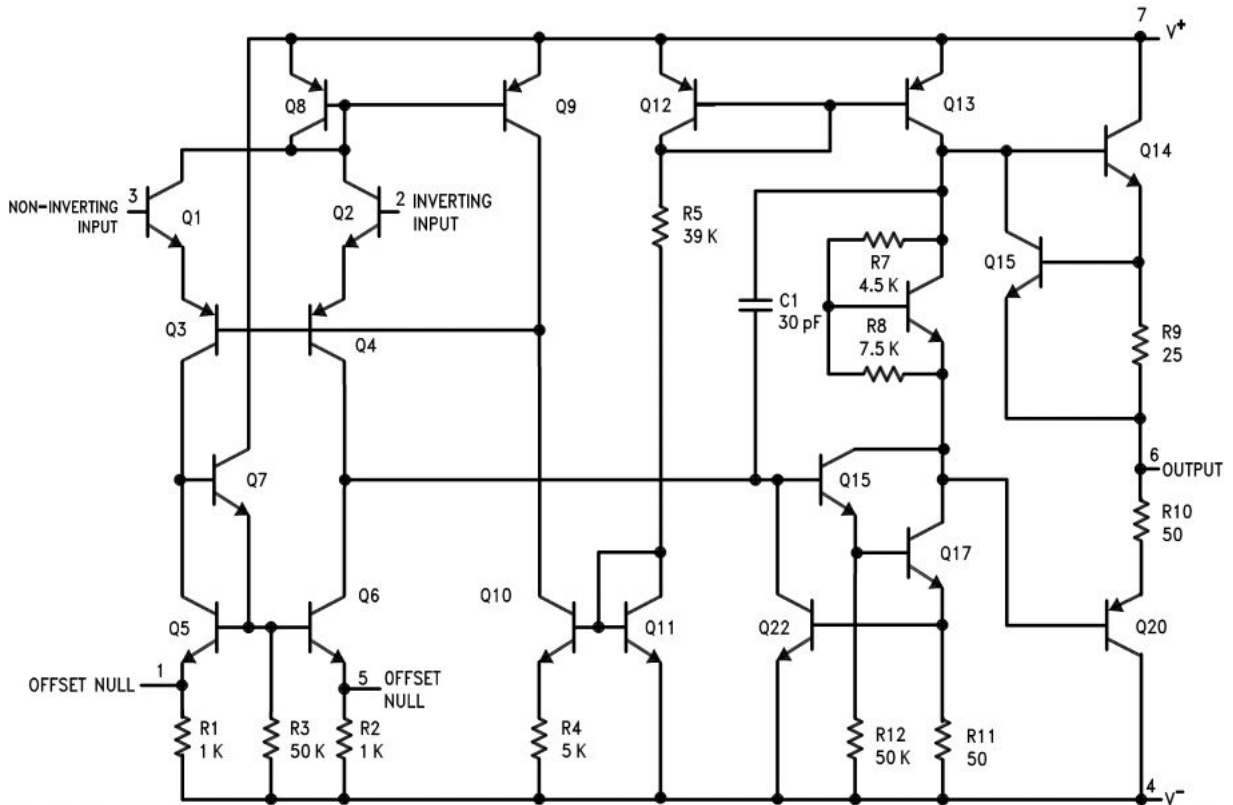 7
V+
Q8
Q9
Q12
Q13
Q14
3
NON-INVERTING
INPUT
Q1
Q2
2 INVERTING
INPUT
R5
39 K
R7
4.5 K
Q15
C1
30 pF
R8
7.5 K
R9
25
Q3
Q4
Q7
Q15
6
OUTPUT
R10
50
Q17
Q5
Q6
Q10
Q11
Q22
Q20
1
OFFSET NULL
5
OFFSET
NULL
R1
1 K
R3
50 K
R2
1 K
R4
5 K
R12
50 K
R11
50
4
V-